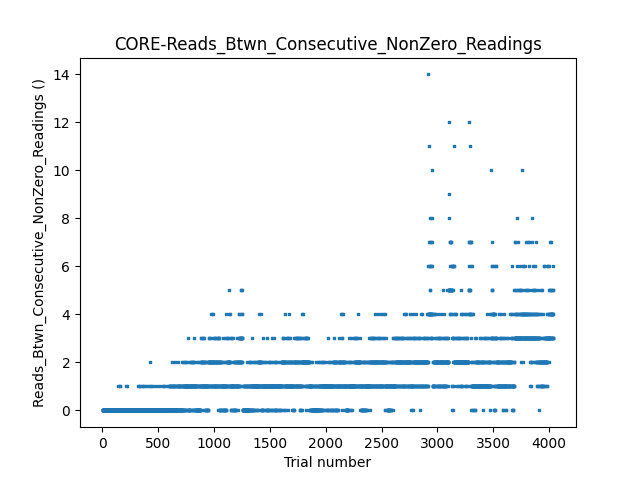 CORE-Reads_Btwn_Consecutive_NonZero_Readings
Reads_Btwn_Consecutive_NonZero_Readings ()
14
12
10
8
6
4
2
0
0 500 1000 1500 2000 2500 3000 3500 4000
Trial number